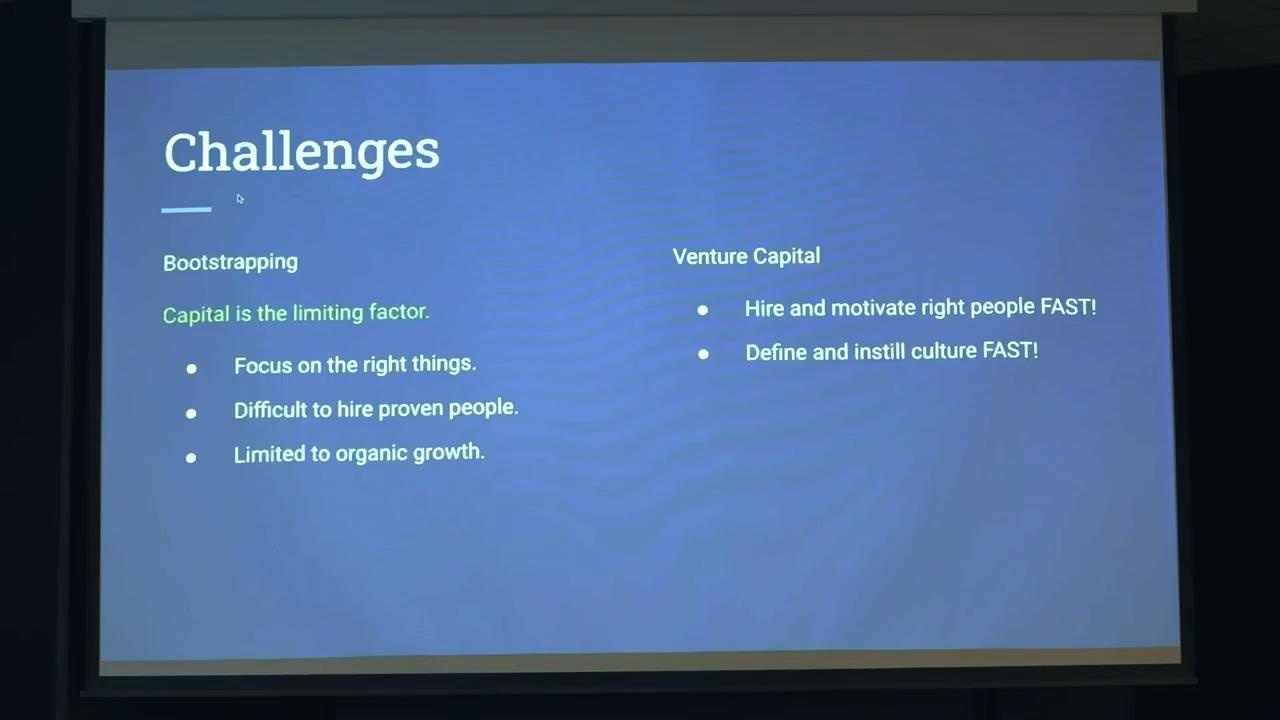 Challenges
Bootstrapping
Capital is the limiting factor.
● Focus on the right things.
● Difficult to hire proven people.
● Limited to organic growth.
Venture Capital
● Hire and motivate right people FAST!
● Define and instill culture FAST!